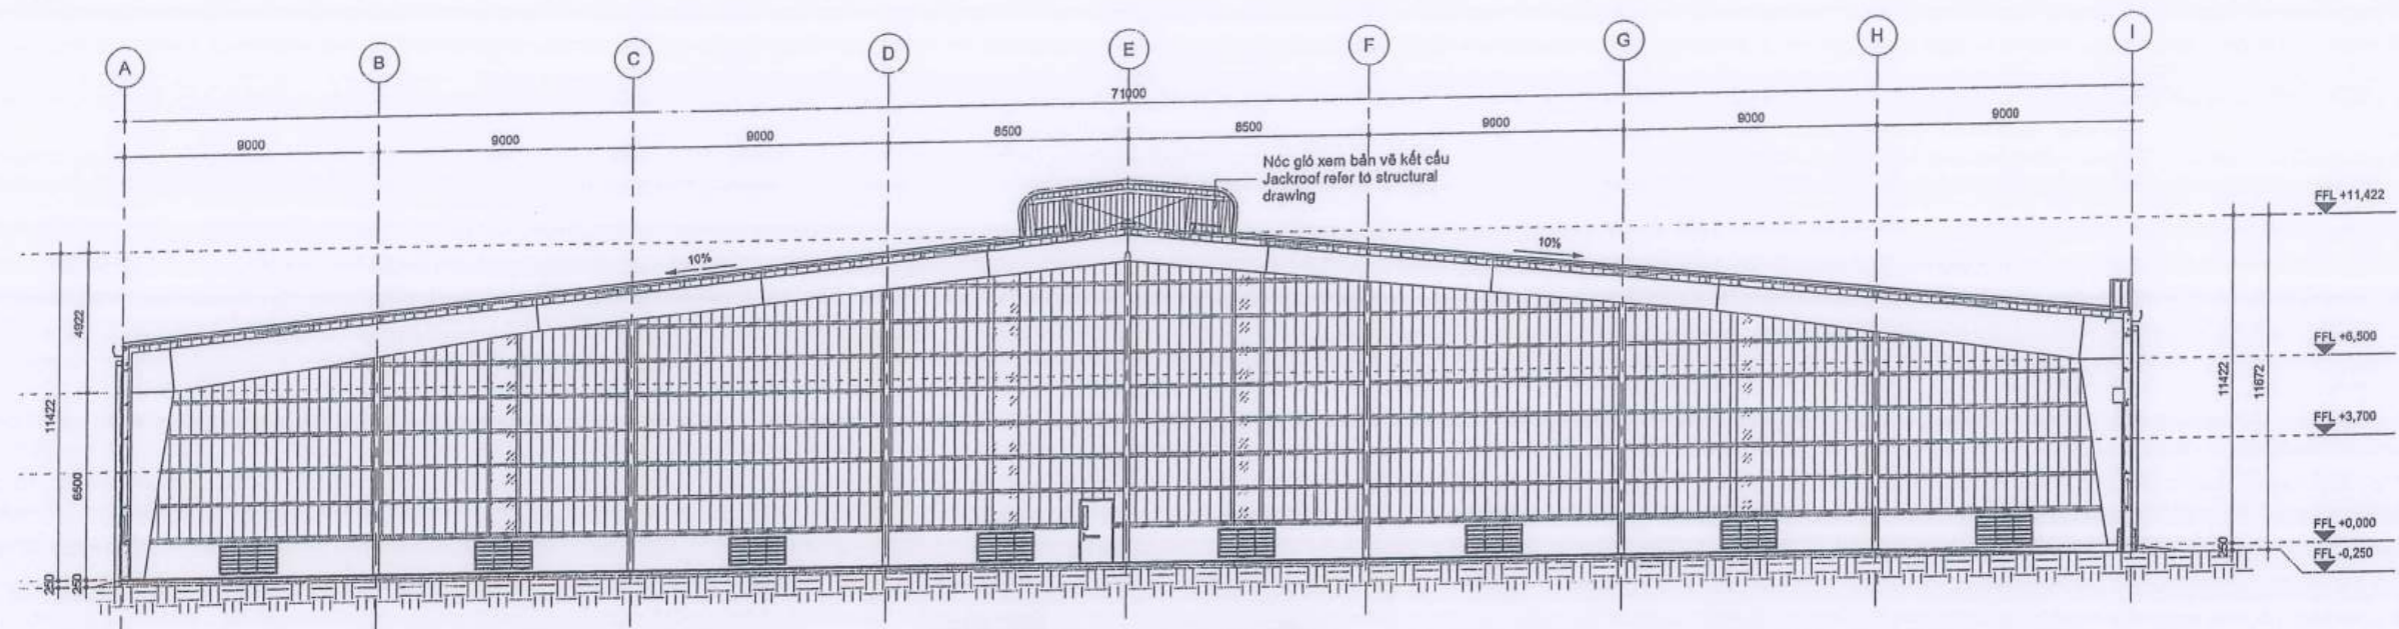 A
B
C
D
E
F
G
H
I
71000
9000
9000
9000
8500
8500
9000
9000
9000
Nóc gió xem bản vẽ kết cấu
Jackroof refer to structural
drawing
10%
10%
FFL +11,422
FFL +6,500
FFL +3,700
FFL +0,000
FFL -0,250
4922
11422
6500
250
250
11422
11672
250